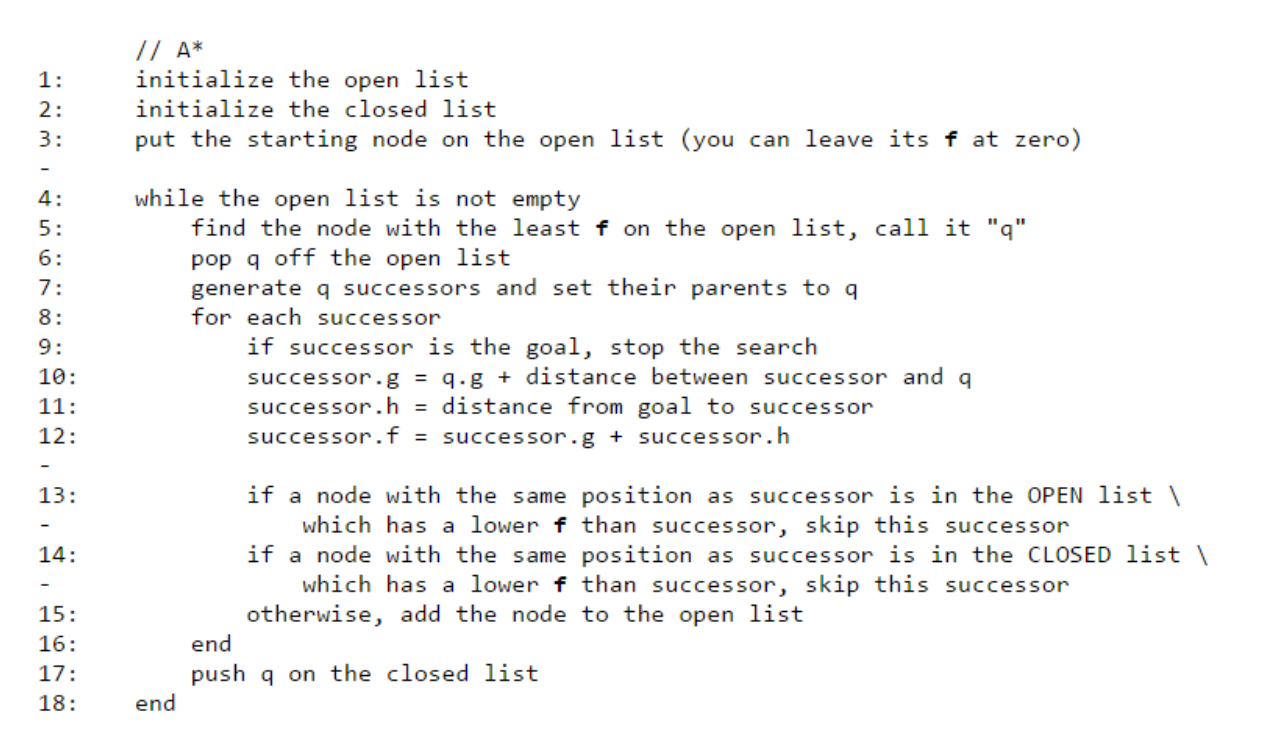 // A*
1: initialize the open list
2: initialize the closed list
3: put the starting node on the open list (you can leave its f at zero)
-
4: while the open list is not empty
5: find the node with the least f on the open list, call it "q"
6: pop q off the open list
7: generate q successors and set their parents to q
8: for each successor
9: if successor is the goal, stop the search
10: successor.g = q.g + distance between successor and q
11: successor.h = distance from goal to successor
12: successor.f = successor.g + successor.h
-
13: if a node with the same position as successor is in the OPEN list \
- which has a lower f than successor, skip this successor
14: if a node with the same position as successor is in the CLOSED list \
- which has a lower f than successor, skip this successor
15: otherwise, add the node to the open list
16: end
17: push q on the closed list
18: end